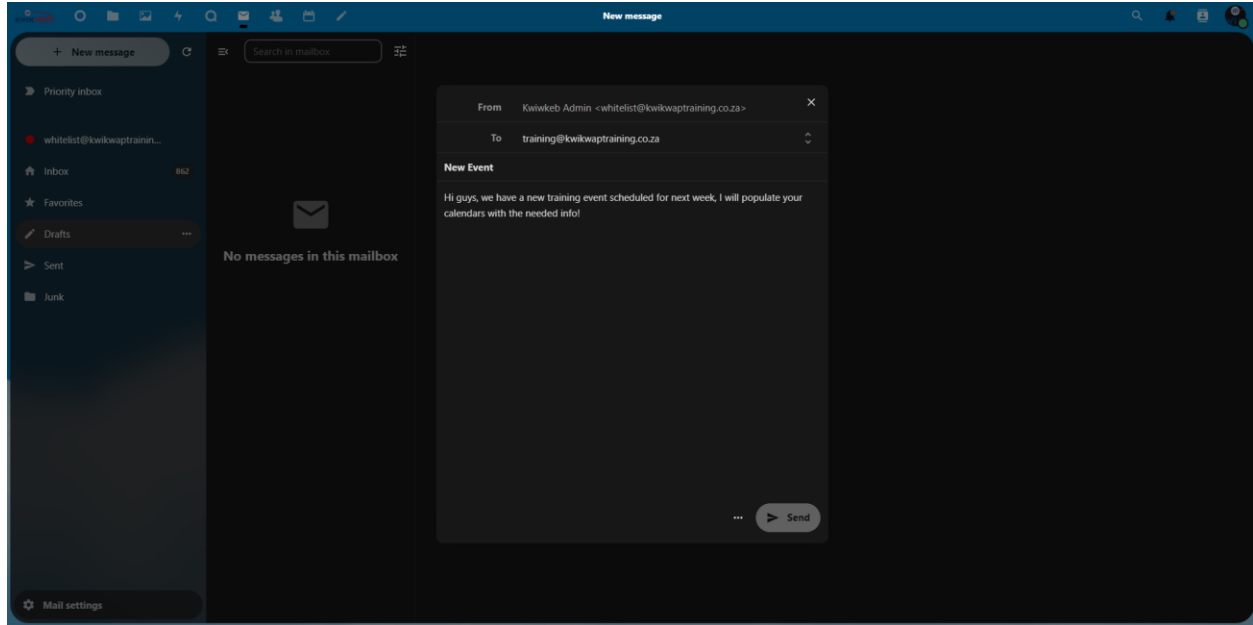 New message
+ New message
Search in mailbox
Priority inbox
whitelist@kwikwaptrainin...
Inbox 862
Favorites
Drafts ...
Sent
Junk
No messages in this mailbox
From Kwiwkeb Admin <whitelist@kwikwaptraining.co.za>
To training@kwikwaptraining.co.za
New Event
Hi guys, we have a new training event scheduled for next week, I will populate your
calendars with the needed info!
... Send
Mail settings